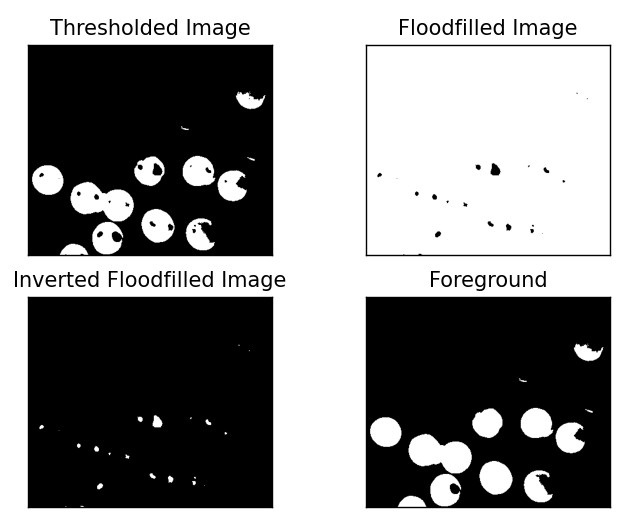 Thresholded Image
Floodfilled Image
Inverted Floodfilled Image
Foreground